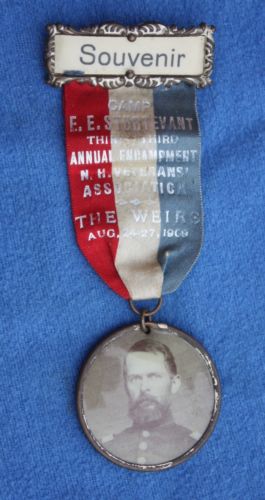 Souvenir
CAMP
E. E. STURTEVANT
THIRTY THIRD
ANNUAL ENCAMPMENT
N. H. VETERANS'
ASSOCIATION
THE WEIRS
AUG. 24-27, 1909